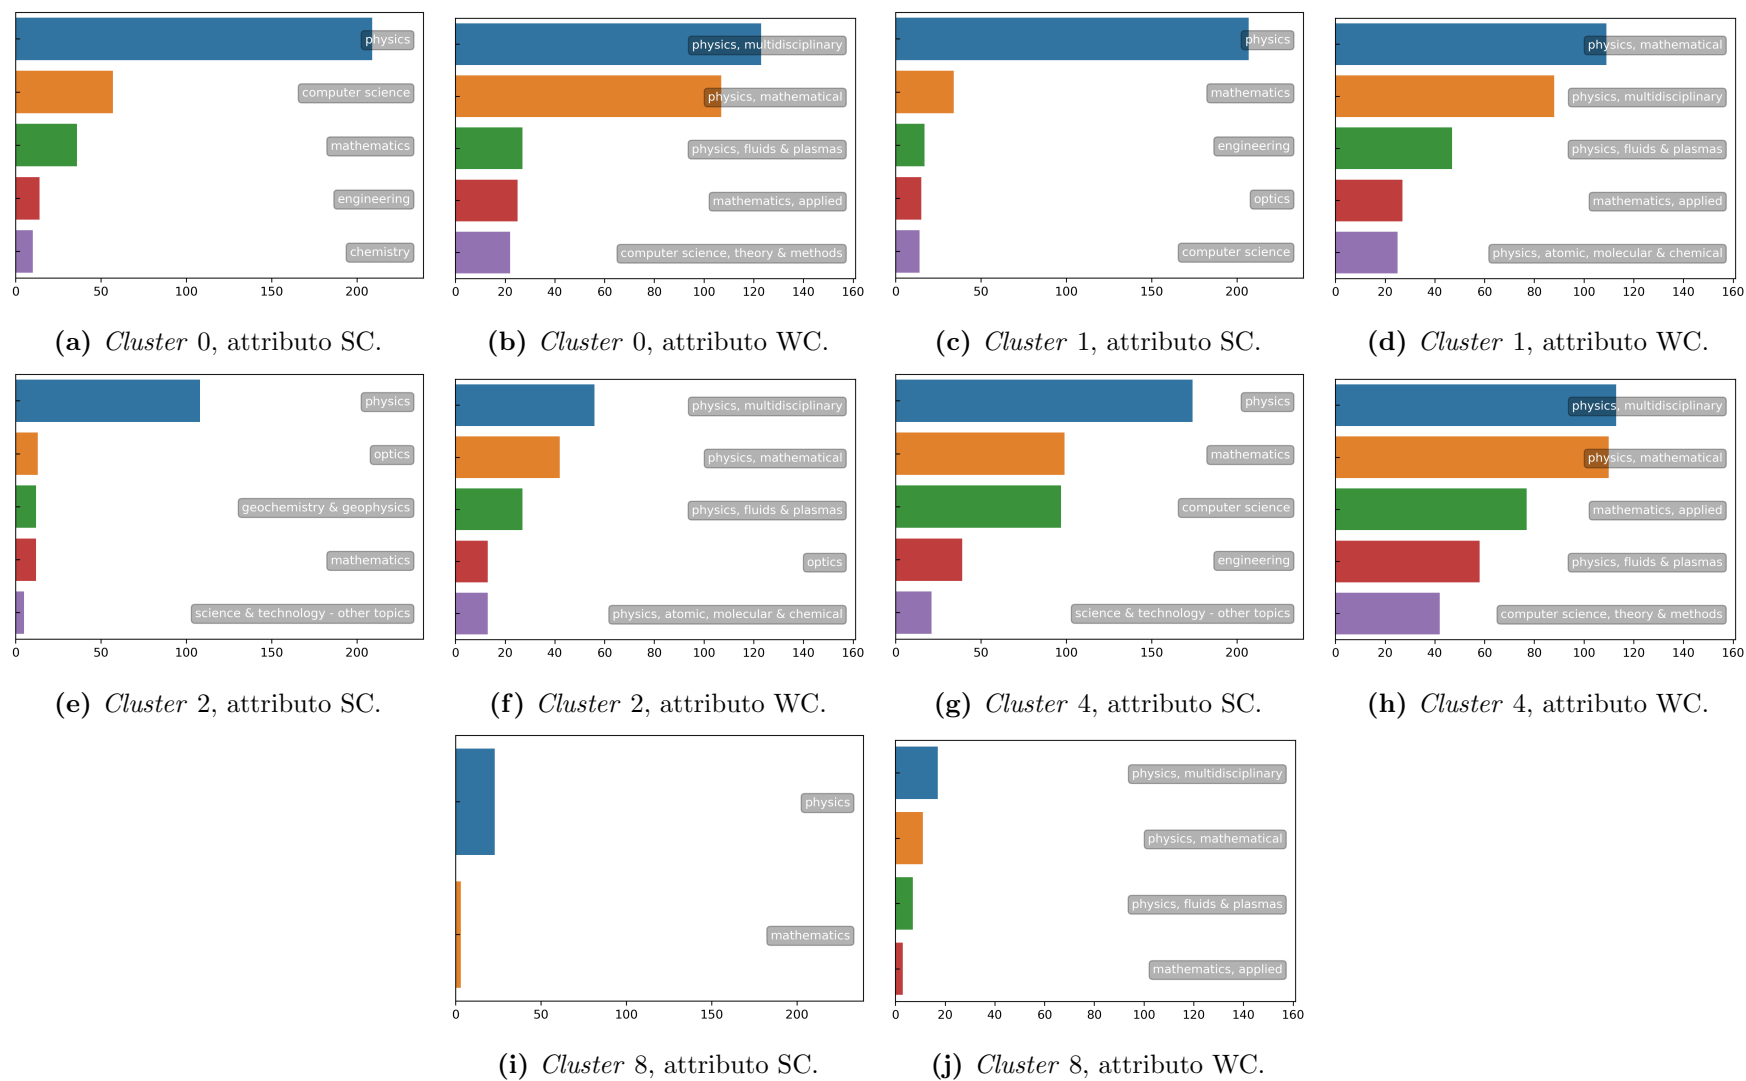 physics
computer science
mathematics
engineering
chemistry
0 50 100 150 200
physics, multidisciplinary
physics, mathematical
physics, fluids & plasmas
mathematics, applied
computer science, theory & methods
0 20 40 60 80 100 120 140 160
physics
mathematics
engineering
optics
computer science
0 50 100 150 200
physics, mathematical
physics, multidisciplinary
physics, fluids & plasmas
mathematics, applied
physics, atomic, molecular & chemical
0 20 40 60 80 100 120 140 160
(a) Cluster 0, attributo SC.
(b) Cluster 0, attributo WC.
(c) Cluster 1, attributo SC.
(d) Cluster 1, attributo WC.
physics
optics
geochemistry & geophysics
mathematics
science & technology - other topics
0 50 100 150 200
physics, multidisciplinary
physics, mathematical
physics, fluids & plasmas
optics
physics, atomic, molecular & chemical
0 20 40 60 80 100 120 140 160
physics
mathematics
computer science
engineering
science & technology - other topics
0 50 100 150 200
physics, multidisciplinary
physics, mathematical
mathematics, applied
physics, fluids & plasmas
computer science, theory & methods
0 20 40 60 80 100 120 140 160
(e) Cluster 2, attributo SC.
(f) Cluster 2, attributo WC.
(g) Cluster 4, attributo SC.
(h) Cluster 4, attributo WC.
physics
mathematics
0 50 100 150 200
physics, multidisciplinary
physics, mathematical
physics, fluids & plasmas
mathematics, applied
0 20 40 60 80 100 120 140 160
(i) Cluster 8, attributo SC.
(j) Cluster 8, attributo WC.